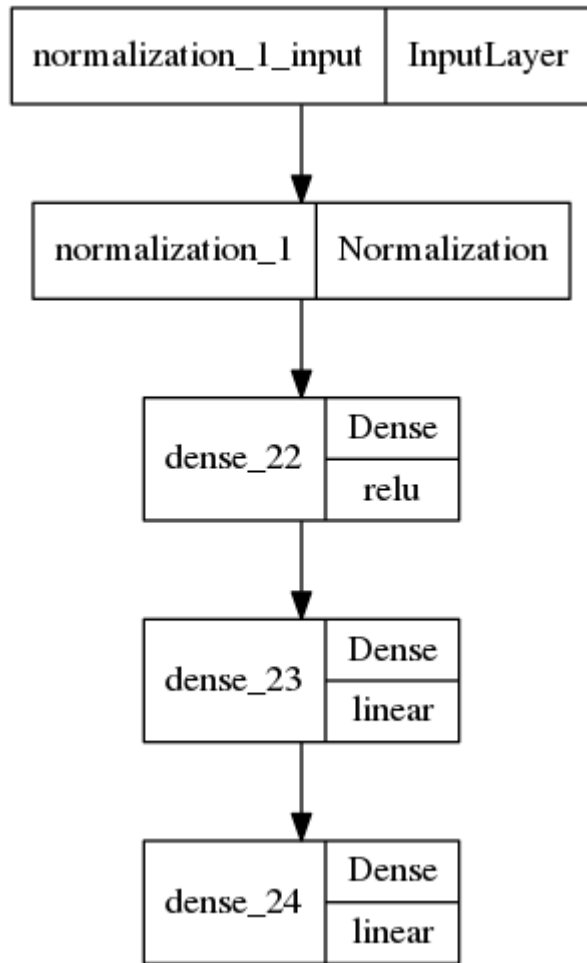 normalization_1_input InputLayer
normalization_1 Normalization
dense_22 Dense
relu
dense_23 Dense
linear
dense_24 Dense
linear